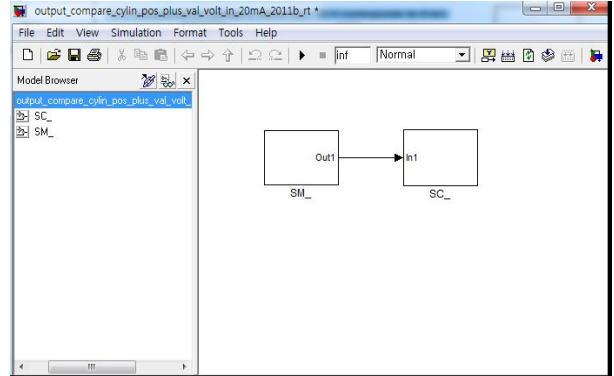 output_compare_cylin_pos_plus_val_volt_in_20mA_2011b_rt *
File Edit View Simulation Format Tools Help
inf Normal
Model Browser
output_compare_cylin_pos_plus_val_volt_
SC_
SM_
Out1 In1
SM_ SC_